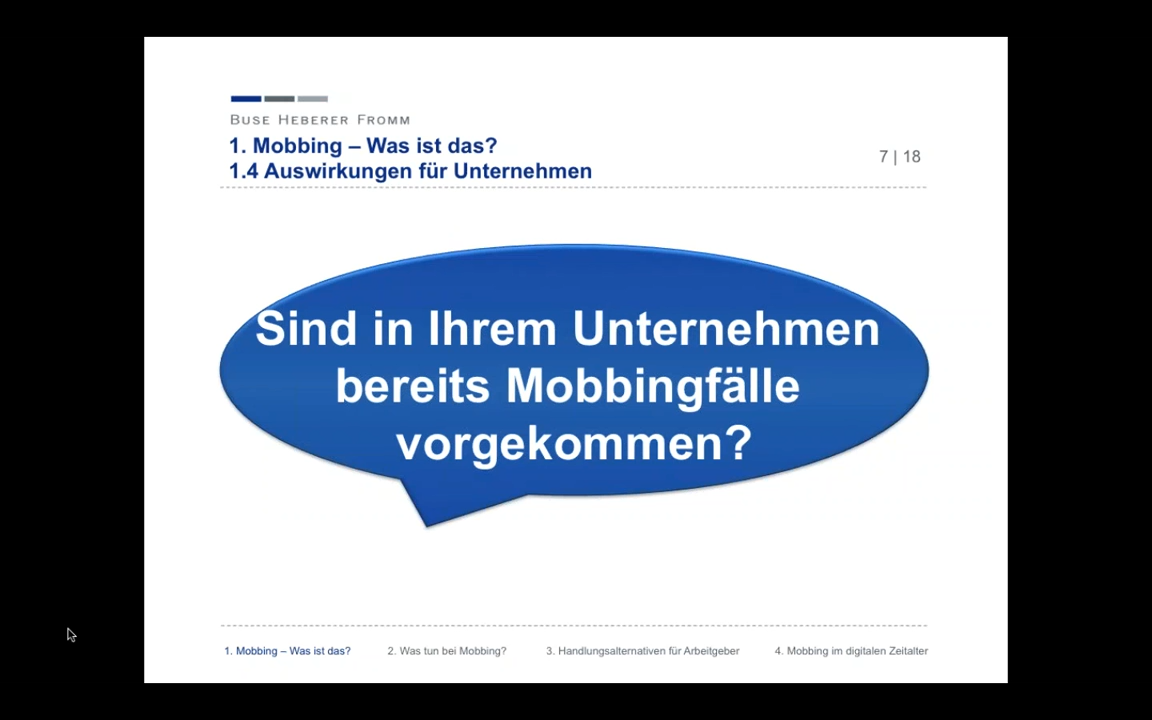 BUSE HEBERER FROMM
1. Mobbing – Was ist das?
1.4 Auswirkungen für Unternehmen
7 | 18
Sind in Ihrem Unternehmen
bereits Mobbingfälle
vorgekommen?
1. Mobbing – Was ist das? 2. Was tun bei Mobbing? 3. Handlungsalternativen für Arbeitgeber 4. Mobbing im digitalen Zeitalter